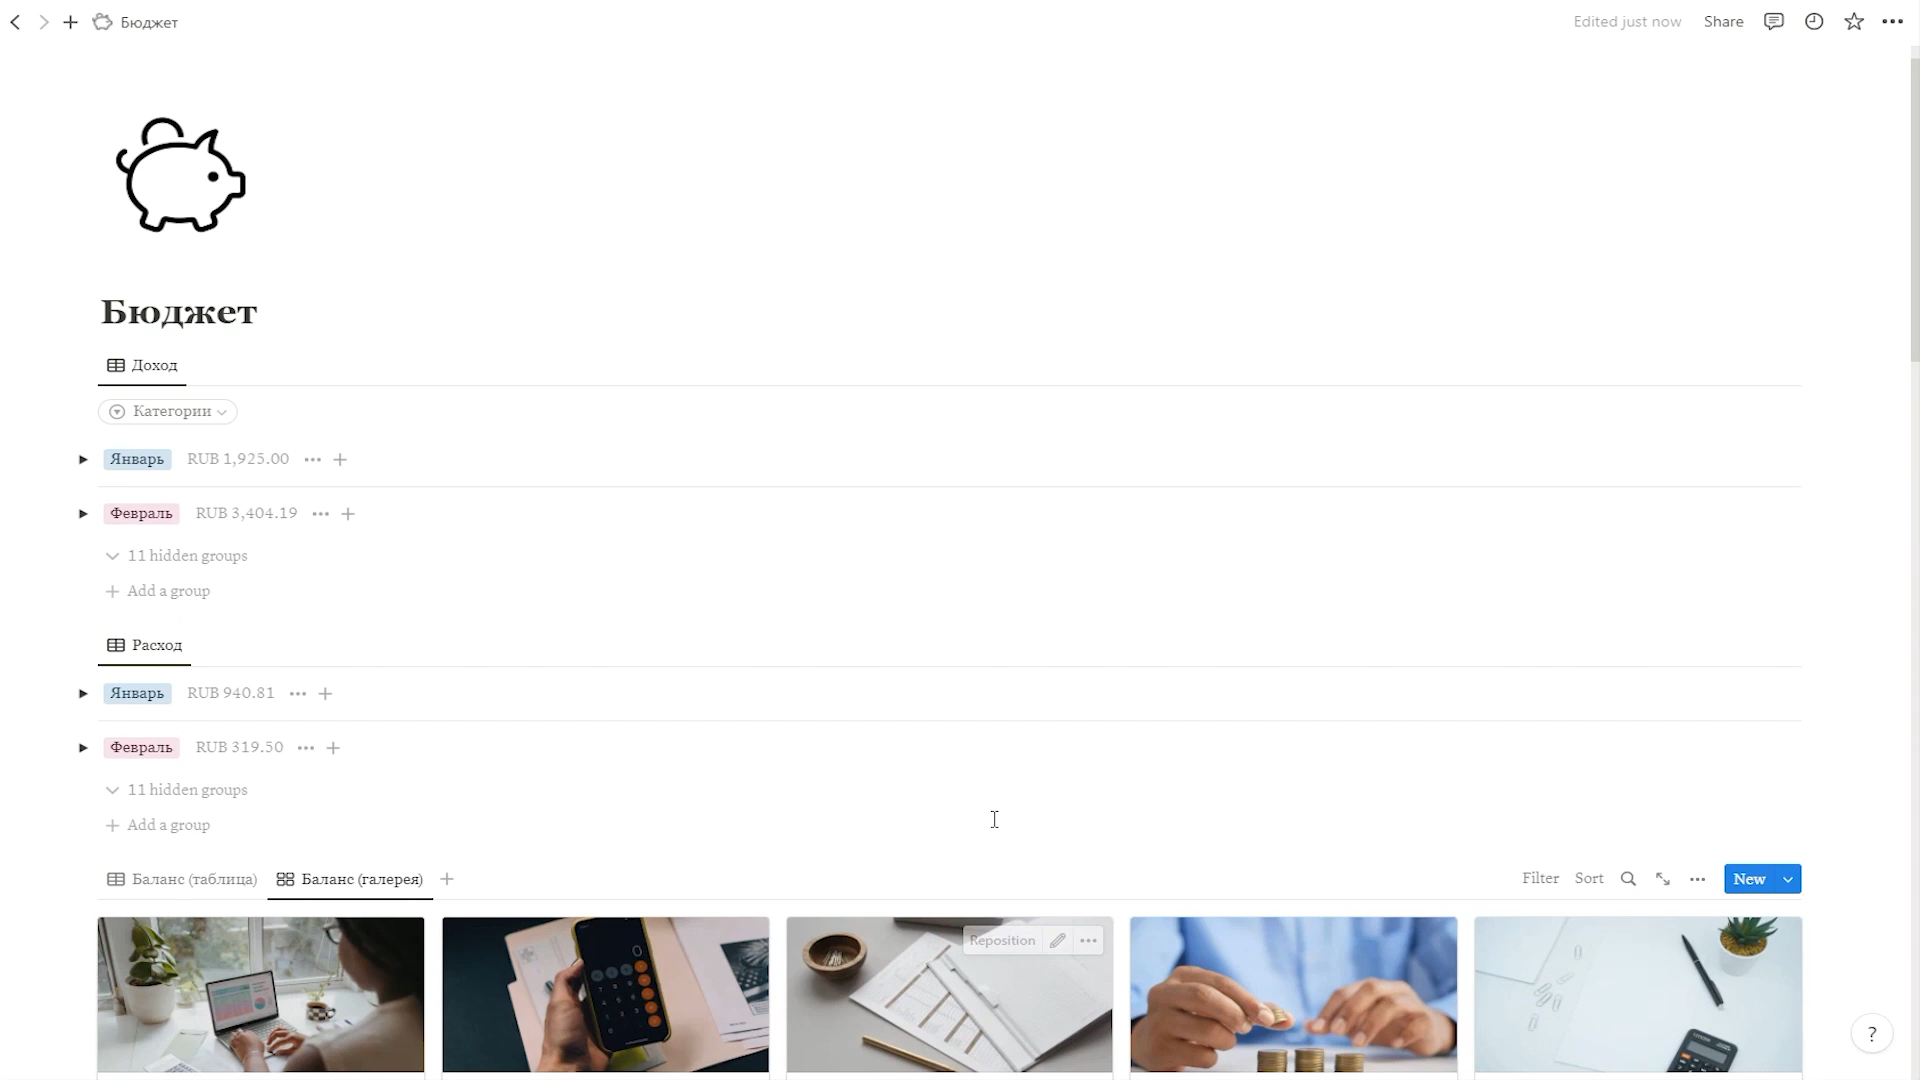 Бюджет
Edited just now
Share
Бюджет
Доход
Категории
Январь RUB 1,925.00
Февраль RUB 3,404.19
11 hidden groups
Add a group
Расход
Январь RUB 940.81
Февраль RUB 319.50
11 hidden groups
Add a group
Баланс (таблица) Баланс (галерея)
Filter Sort New
Reposition
?